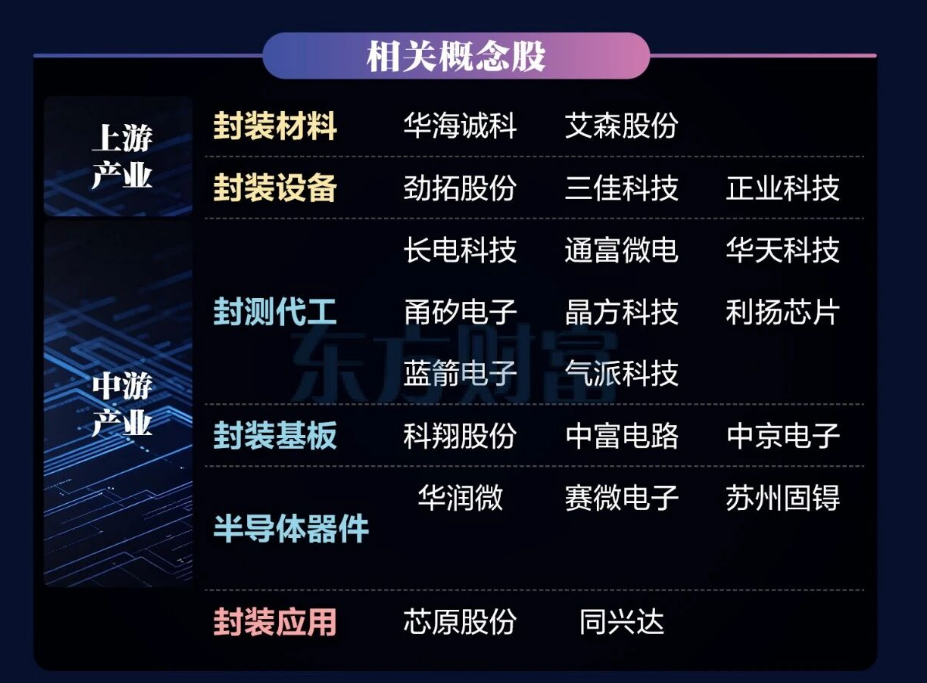 相关概念股
上游
产业
封装材料 华海诚科 艾森股份
封装设备 劲拓股份 三佳科技 正业科技
中游
产业
封测代工
长电科技 通富微电 华天科技
甬矽电子 晶方科技 利扬芯片
蓝箭电子 气派科技
封装基板 科翔股份 中富电路 中京电子
半导体器件
华润微 赛微电子 苏州固锝
封装应用 芯原股份 同兴达
东方财富